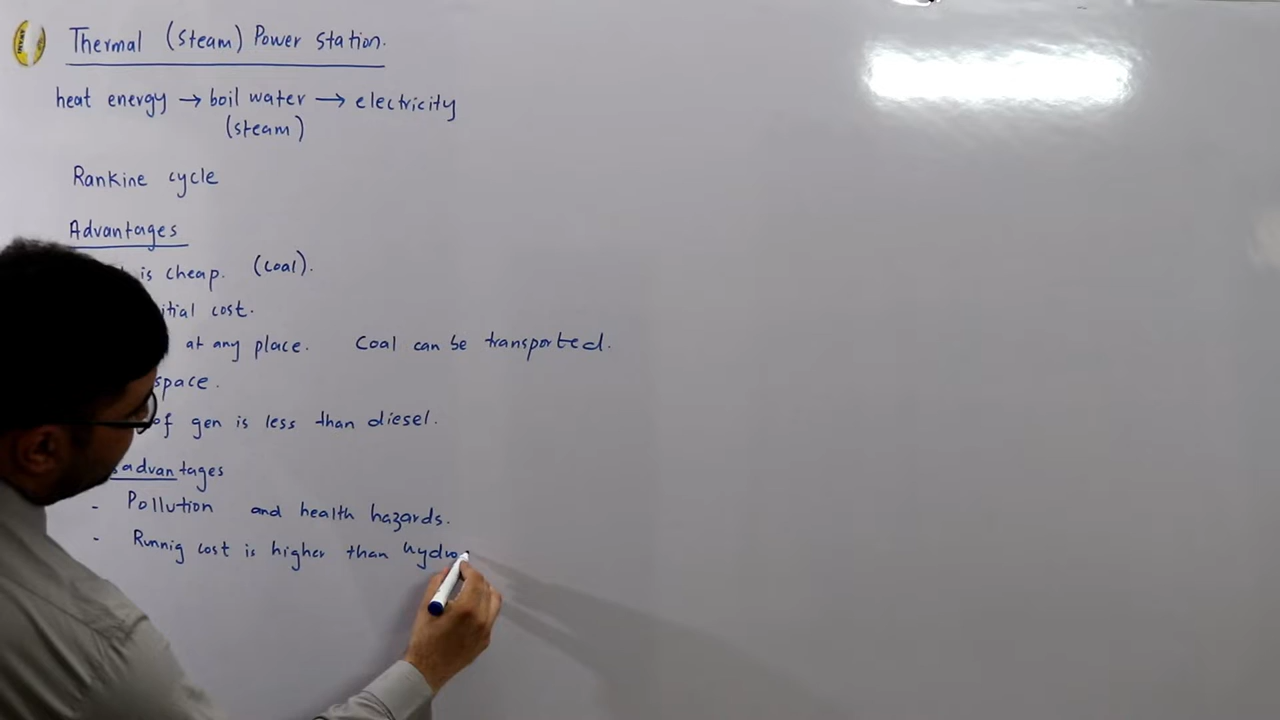 Thermal (Steam) Power Station.
heat energy → boil water → electricity
(steam)
Rankine cycle
Advantages
is cheap. (coal).
itial cost.
at any place. Coal can be transported.
space.
of gen is less than diesel.
sadvantages
- Pollution and health hazards.
- Runnig cost is higher than hydro